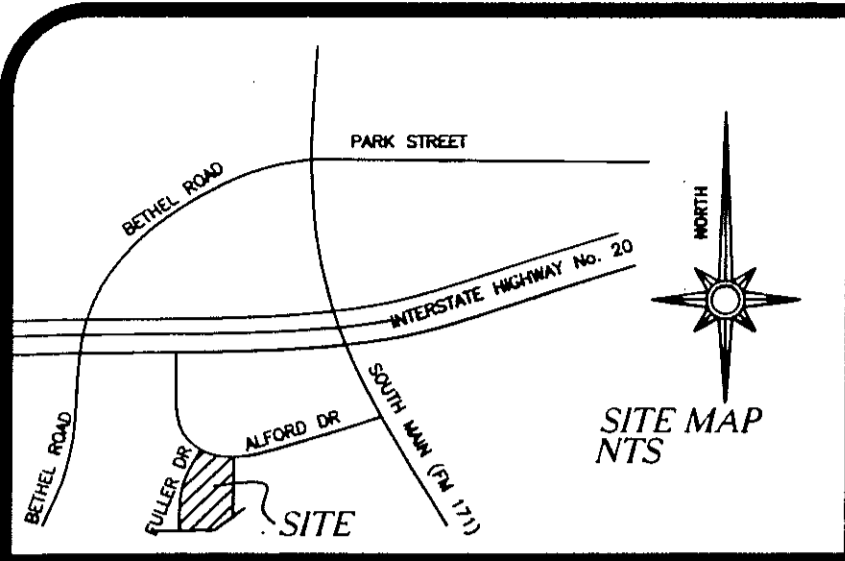 PARK STREET
BETHEL ROAD
NORTH
INTERSTATE HIGHWAY No. 20
SOUTH MAIN (FM 171)
ALFORD DR
BETHEL ROAD
FULLER DR
SITE
SITE MAP
NTS